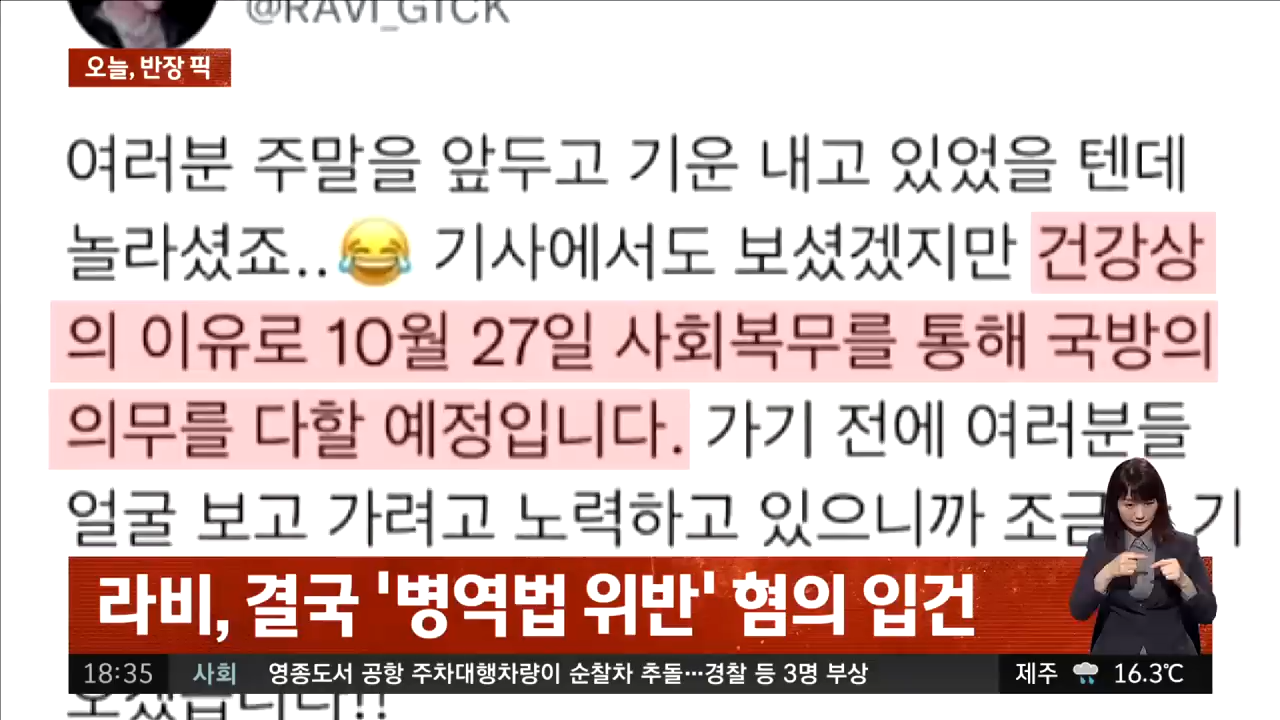 @RAVI_GTCK
오늘, 반장 픽
여러분 주말을 앞두고 기운 내고 있었을 텐데
놀라셨죠..😂 기사에서도 보셨겠지만 건강상
의 이유로 10월 27일 사회복무를 통해 국방의
의무를 다할 예정입니다. 가기 전에 여러분들
얼굴 보고 가려고 노력하고 있으니까 기
라비, 결국 '병역법 위반' 혐의 입건
18:35 사회 영종도서 공항 주차대행차량이 순찰차 추돌…경찰 등 3명 부상 제주 16.3℃